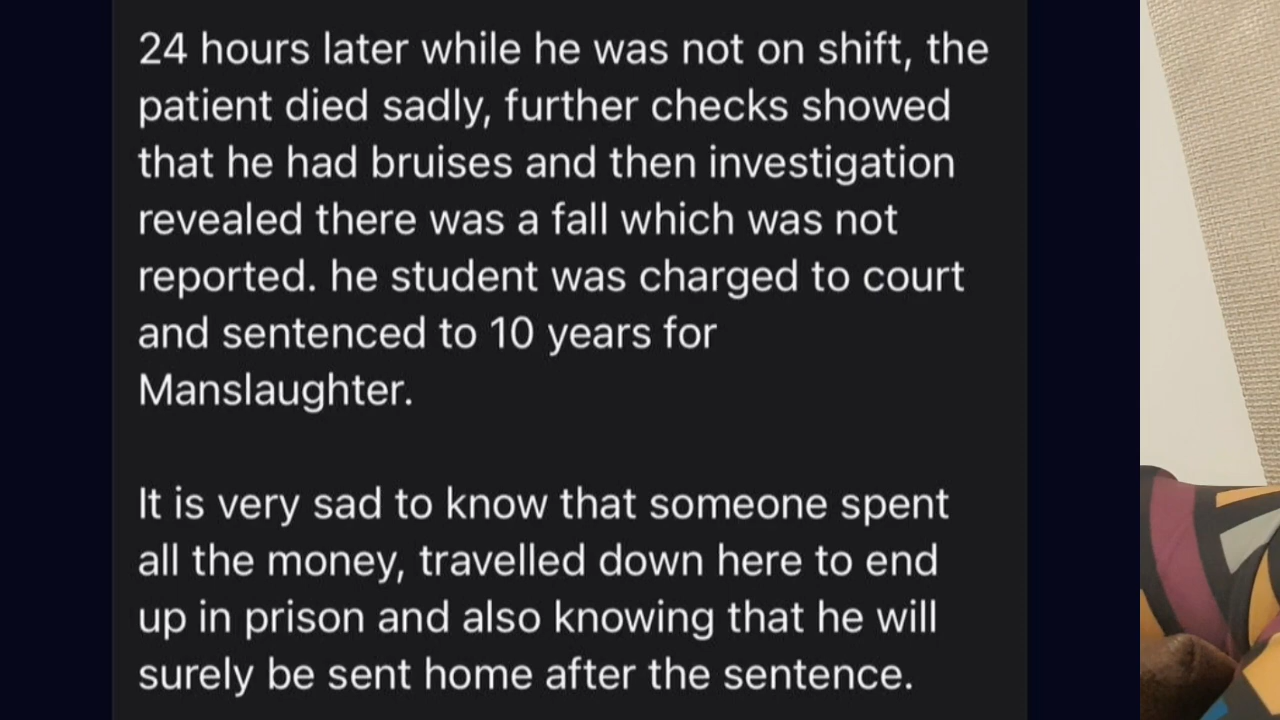 24 hours later while he was not on shift, the
patient died sadly, further checks showed
that he had bruises and then investigation
revealed there was a fall which was not
reported. he student was charged to court
and sentenced to 10 years for
Manslaughter.
It is very sad to know that someone spent
all the money, travelled down here to end
up in prison and also knowing that he will
surely be sent home after the sentence.